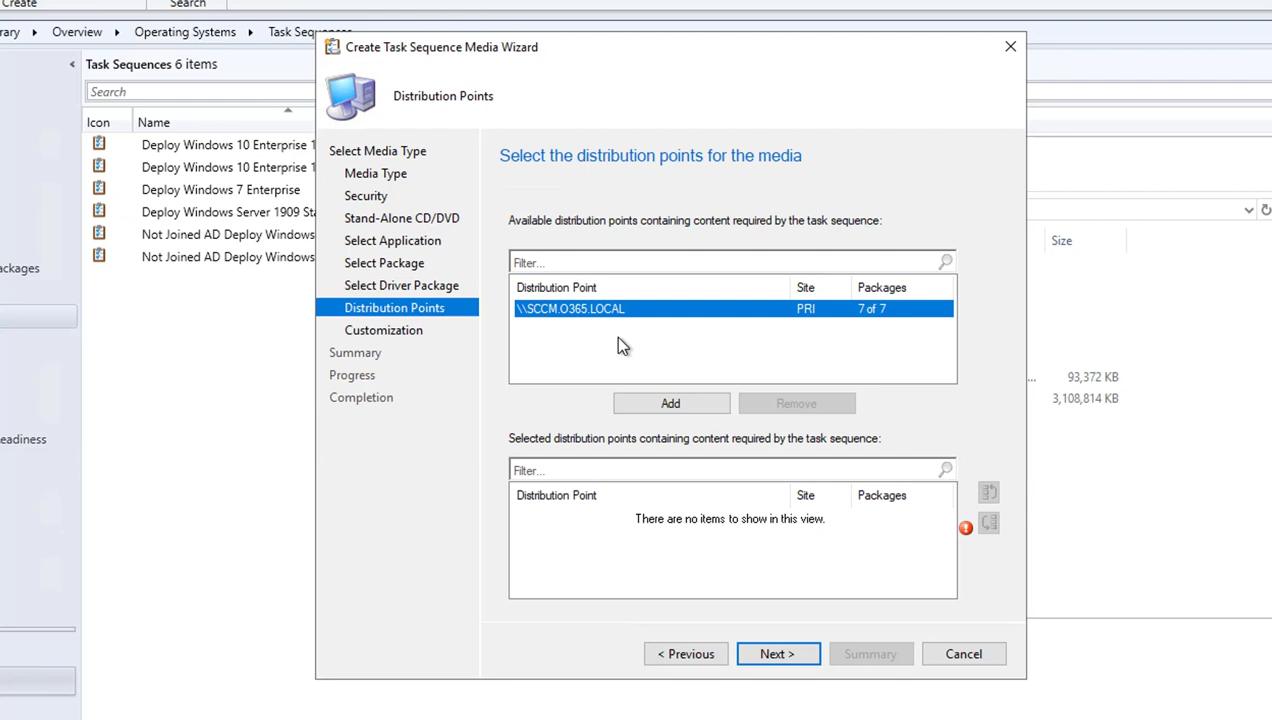 Create
Search
rary
Overview
Operating Systems
Task Sequences
Task Sequences 6 items
Search
Icon
Name
Deploy Windows 10 Enterprise 1
Deploy Windows 10 Enterprise 1
Deploy Windows 7 Enterprise
Deploy Windows Server 1909 Sta
Not Joined AD Deploy Windows
Not Joined AD Deploy Windows
ackages
eadiness
Create Task Sequence Media Wizard
Distribution Points
Select Media Type
Media Type
Security
Stand-Alone CD/DVD
Select Application
Select Package
Select Driver Package
Distribution Points
Customization
Summary
Progress
Completion
Select the distribution points for the media
Available distribution points containing content required by the task sequence:
Filter...
Distribution Point Site Packages
\\SCCM.O365.LOCAL PRI 7 of 7
Add
Remove
Selected distribution points containing content required by the task sequence:
Filter...
Distribution Point Site Packages
There are no items to show in this view.
< Previous
Next >
Summary
Cancel
Size
... 93,372 KB
3,108,814 KB